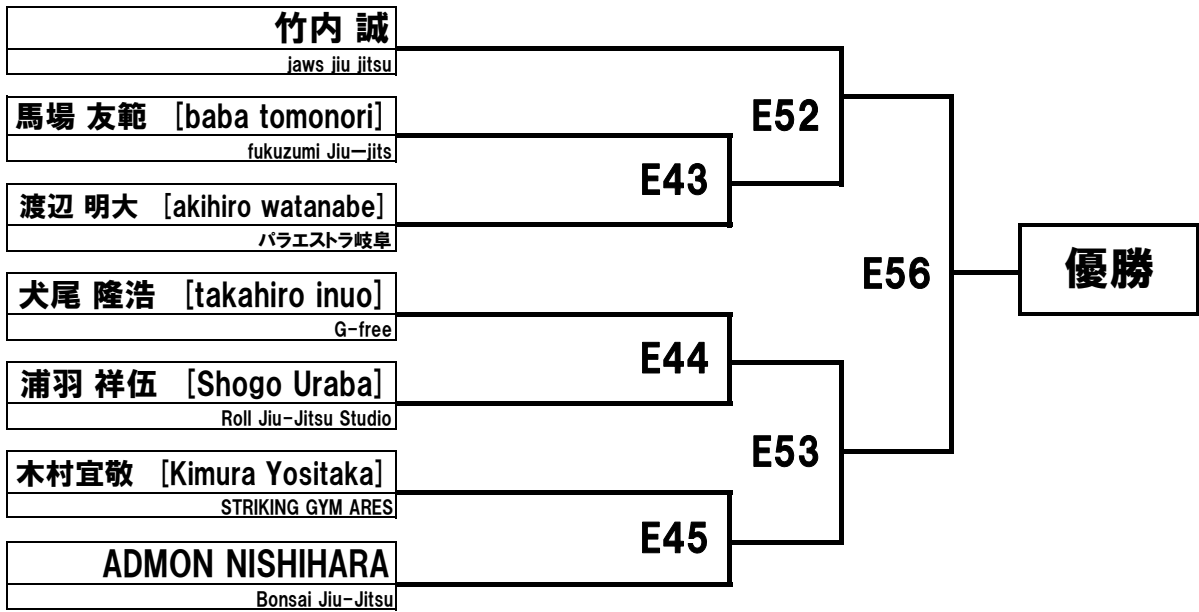 竹内 誠
jaws jiu jitsu
馬場 友範 [baba tomonori]
fukuzumi Jiu－jits
渡辺 明大 [akihiro watanabe]
パラエストラ岐阜
犬尾 隆浩 [takahiro inuo]
G-free
浦羽 祥伍 [Shogo Uraba]
Roll Jiu-Jitsu Studio
木村宜敬 [Kimura Yositaka]
STRIKING GYM ARES
ADMON NISHIHARA
Bonsai Jiu-Jitsu
E43
E44
E45
E52
E53
E56
優勝